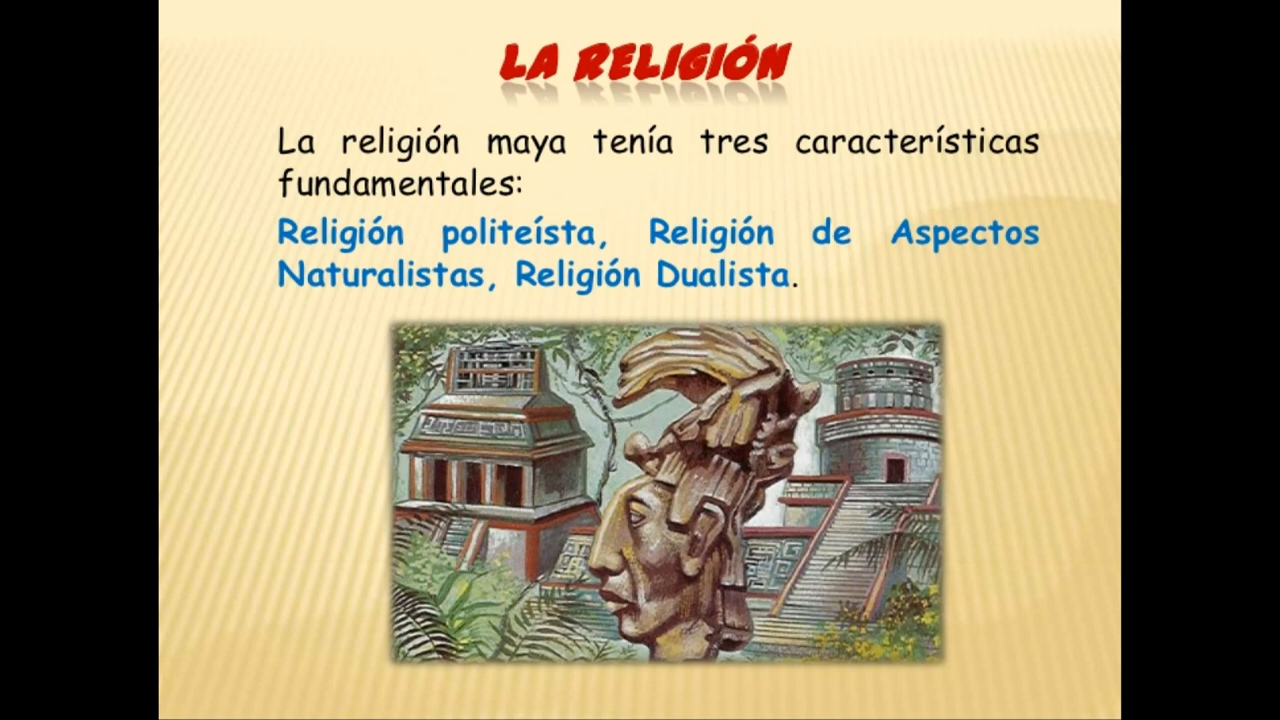 LA RELIGIÓN
La religión maya tenía tres características
fundamentales:
Religión politeísta, Religión de Aspectos
Naturalistas, Religión Dualista.